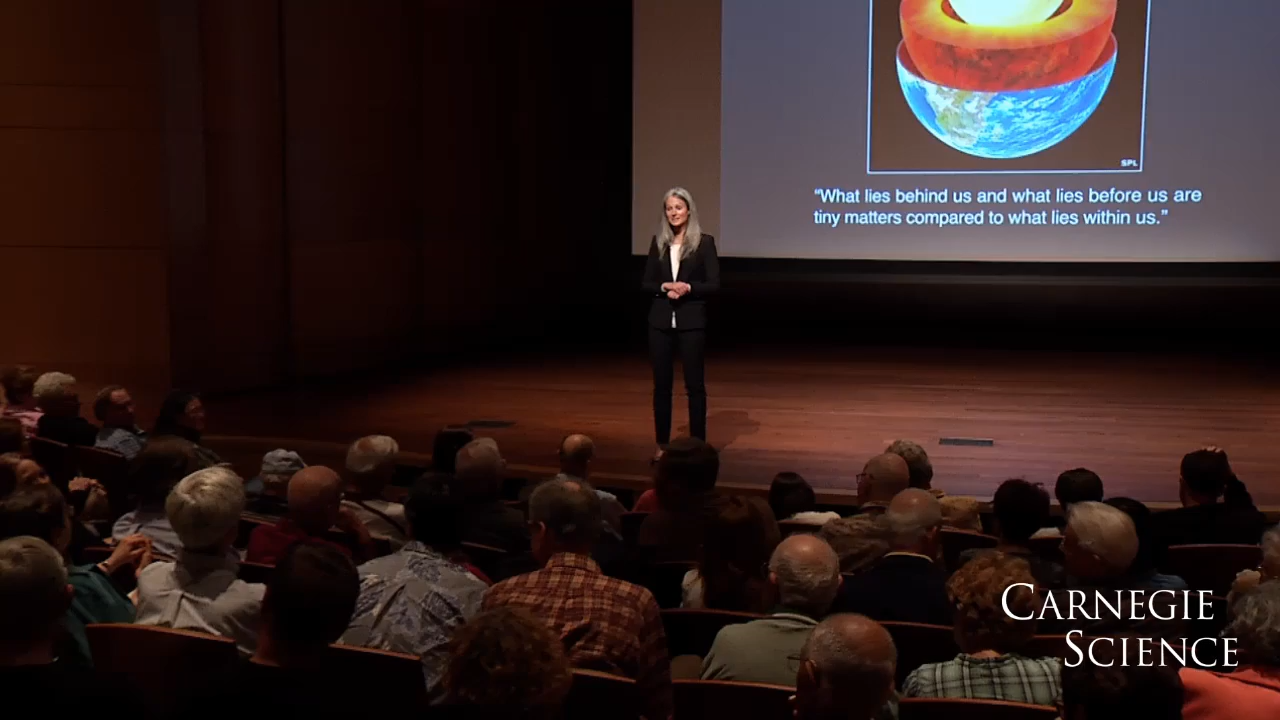 SPL
“What lies behind us and what lies before us are
tiny matters compared to what lies within us.”
CARNEGIE
SCIENCE